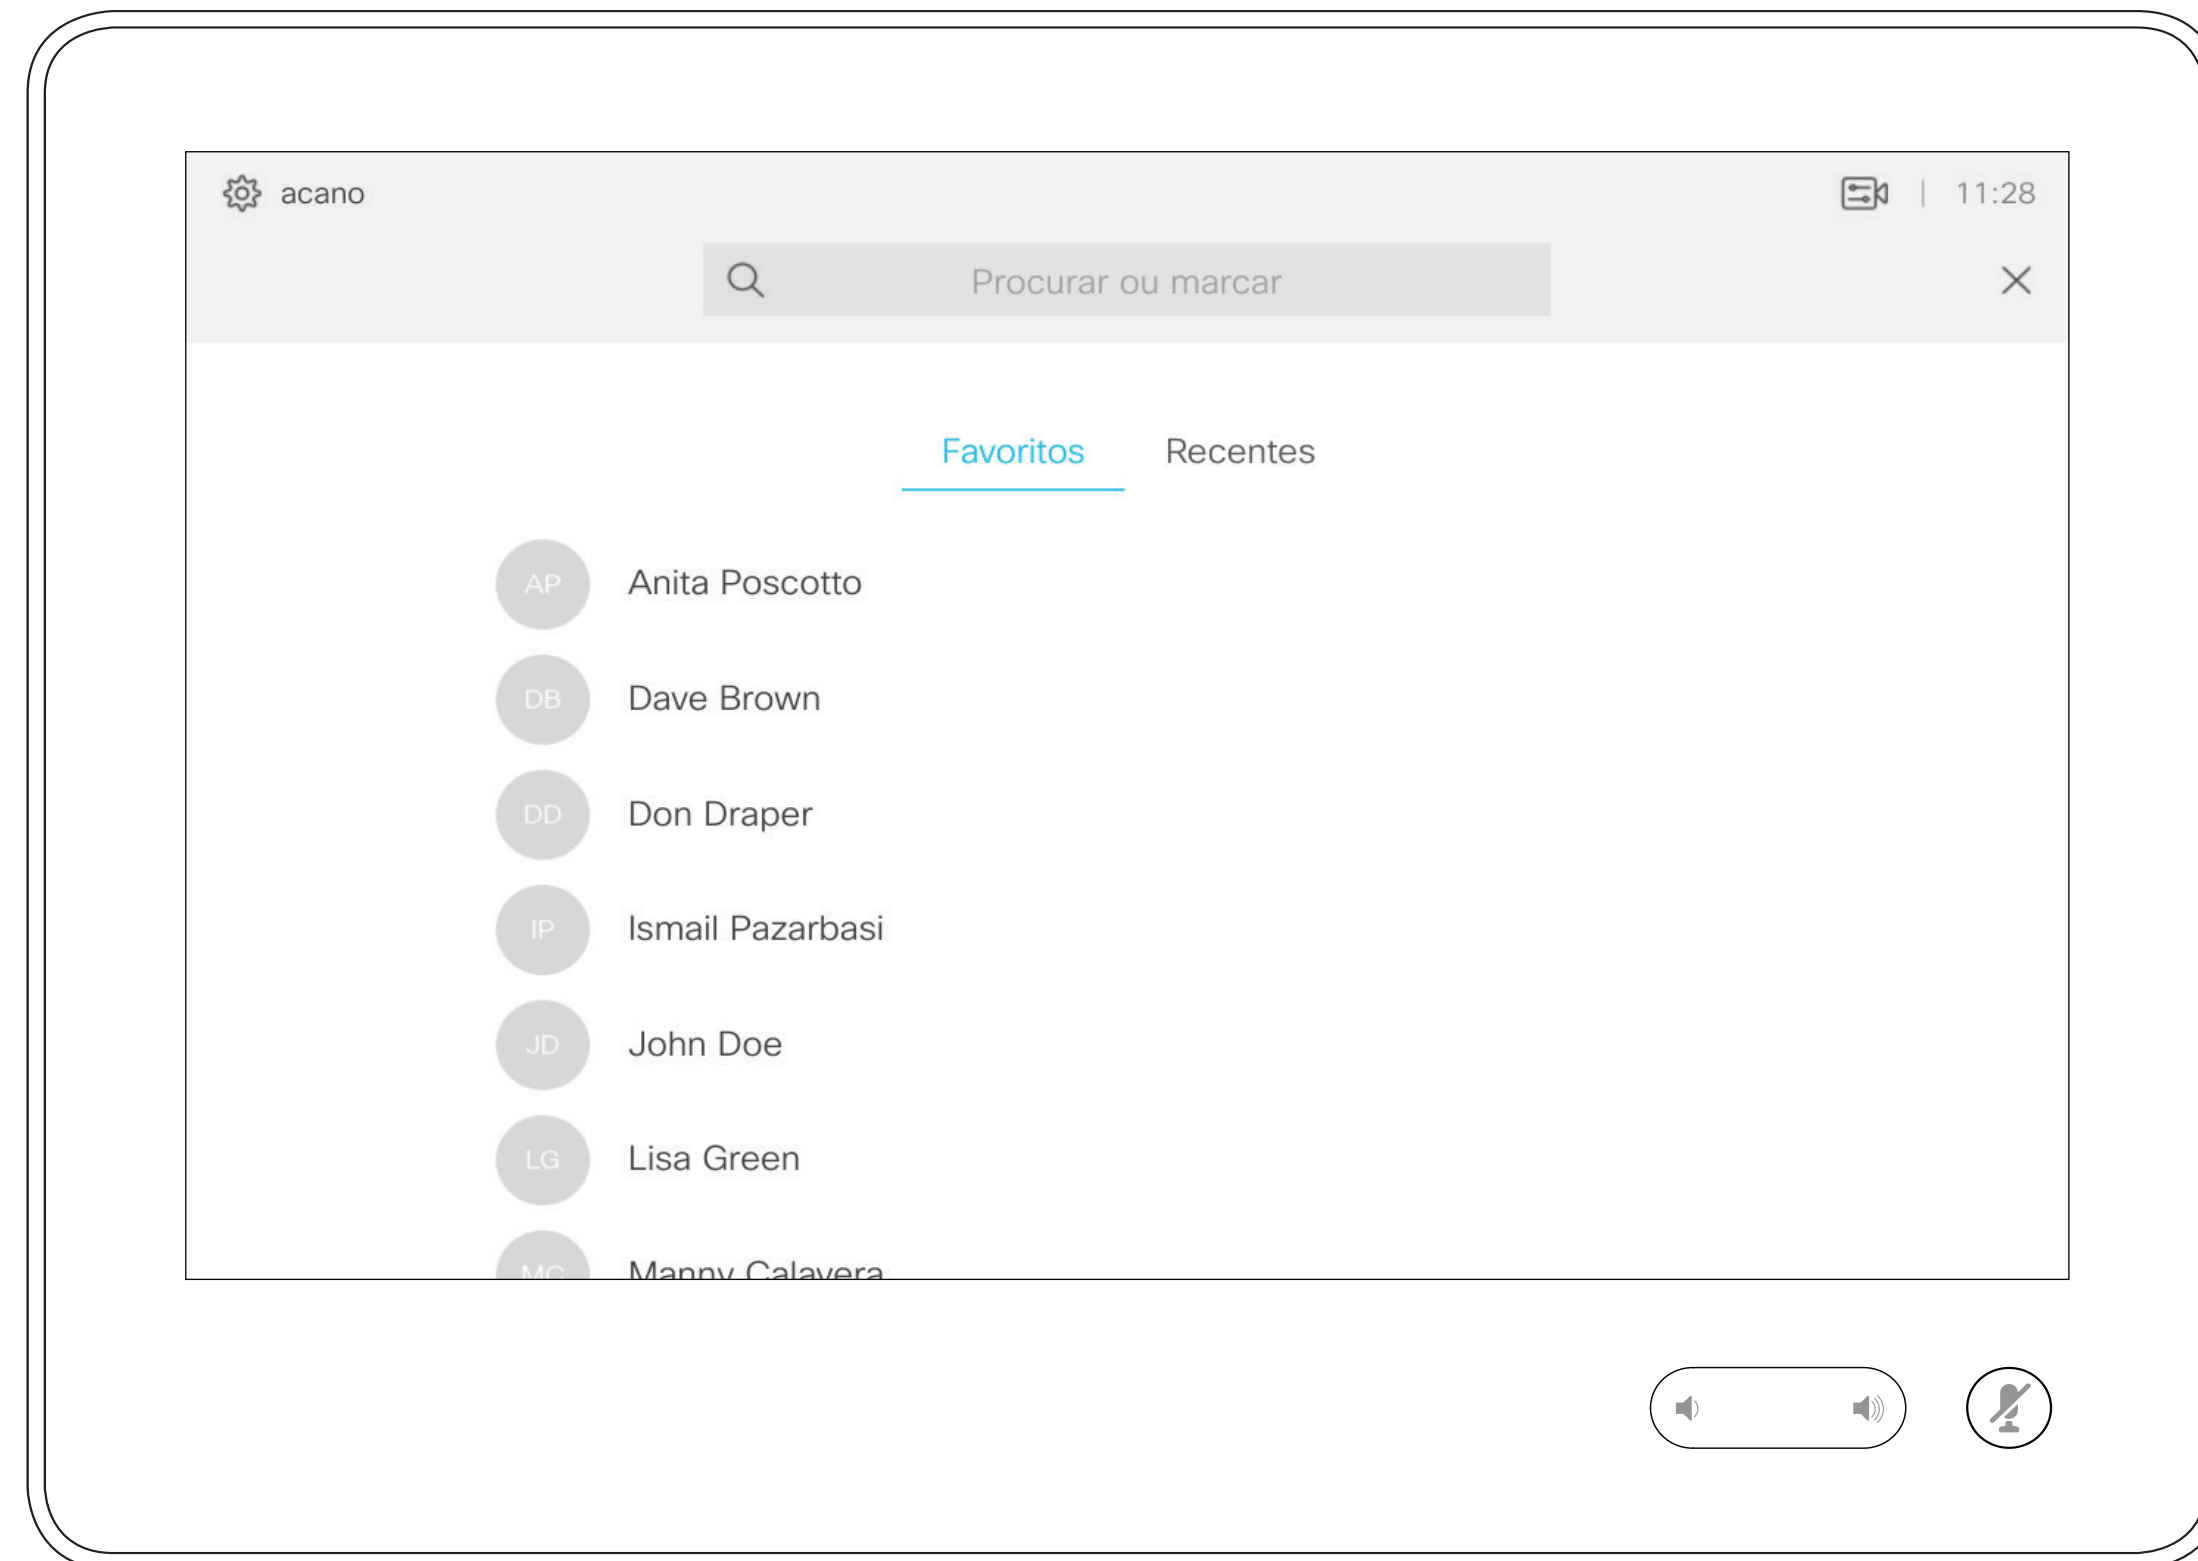 acano
11:28
Procurar ou marcar
Favoritos Recentes
AP Anita Poscotto
DB Dave Brown
DD Don Draper
IP Ismail Pazarbasi
JD John Doe
LG Lisa Green
MC Manny Calavera